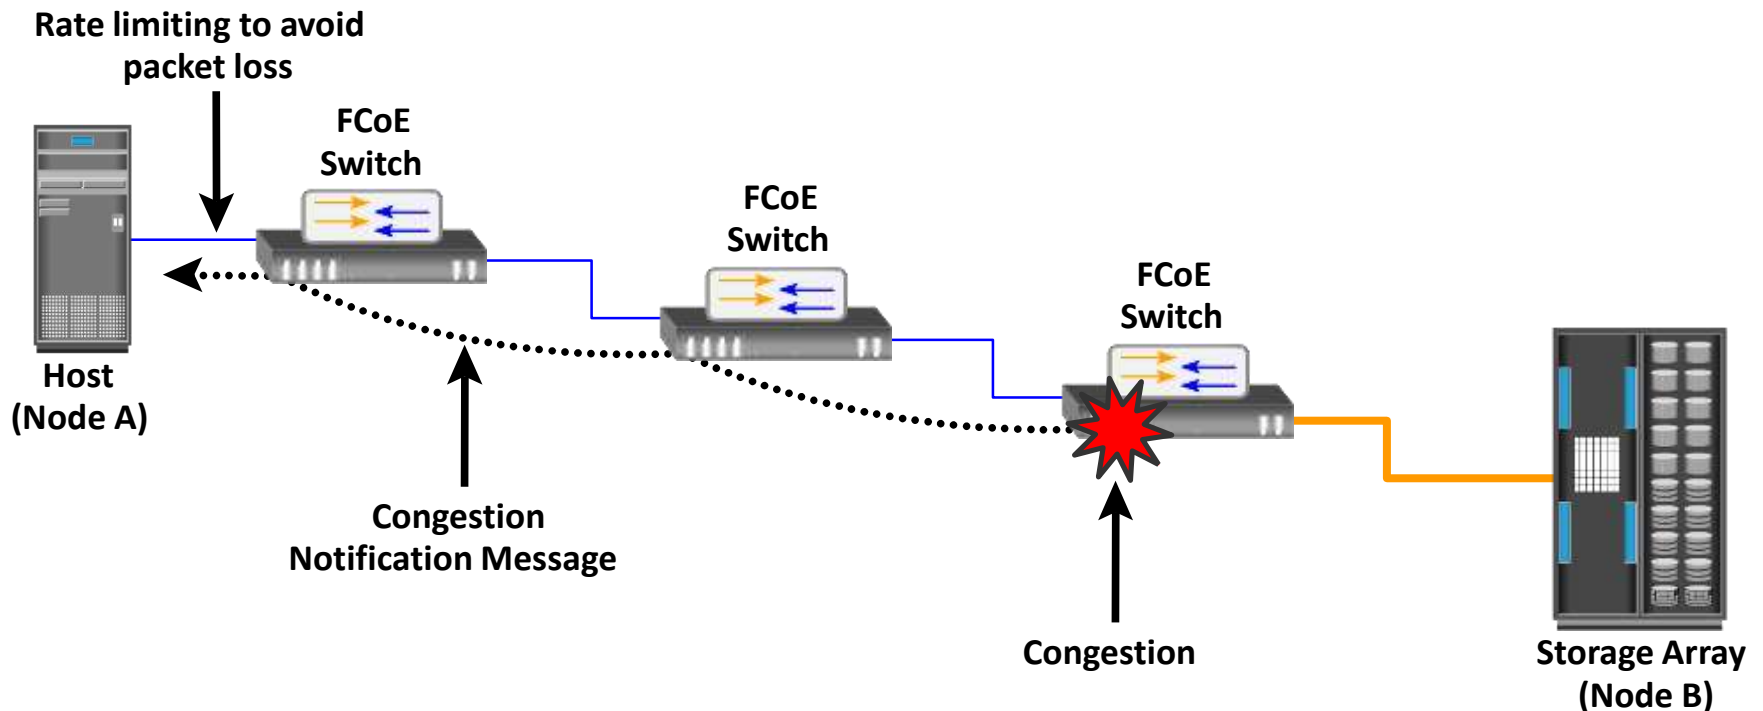 Rate limiting to avoid
packet loss
FCoE
Switch
FCoE
Switch
FCoE
Switch
Host
(Node A)
Congestion
Notification Message
Congestion
Storage Array
(Node B)